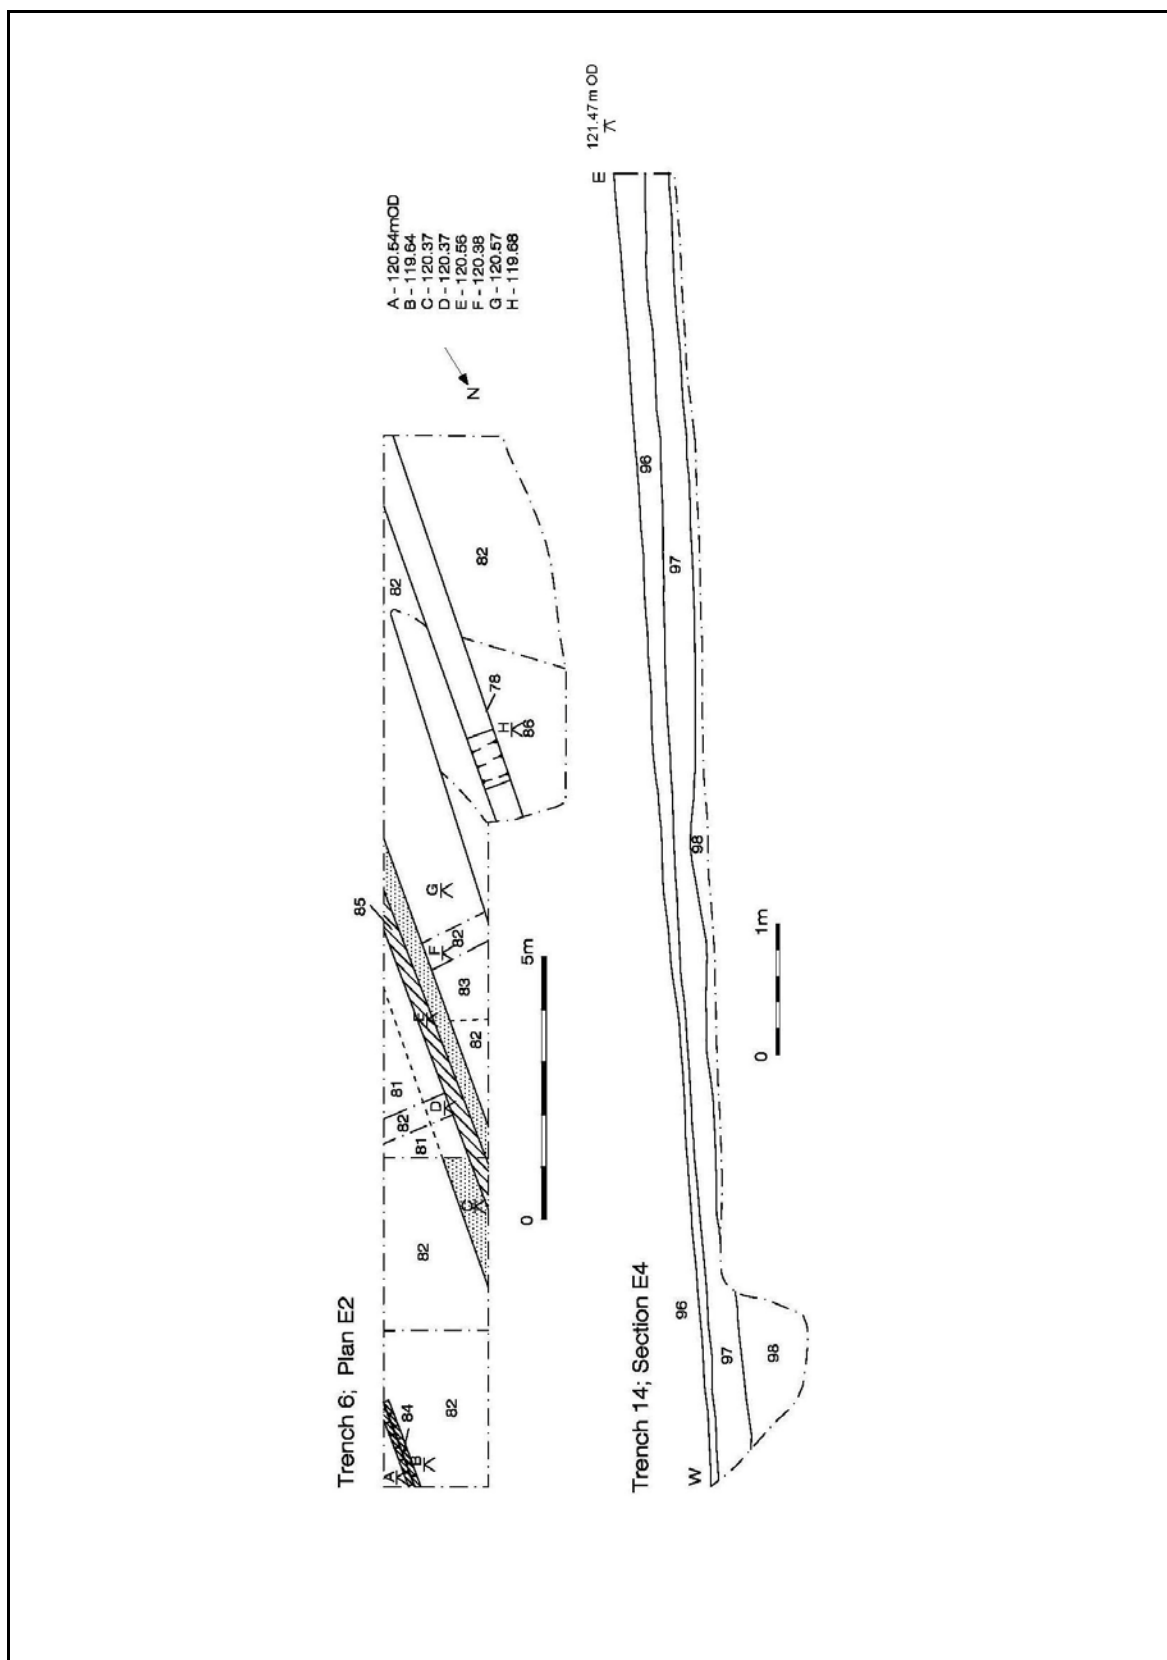 Trench 6; Plan E2
A - 120.54mOD
B - 119.64
C - 120.37
D - 120.37
E - 120.56
F - 120.38
G - 120.57
H - 119.68
N
A
B
84
82
82
C
81
82
81
D
E
82
83
F
82
85
G
82
H
86
78
82
0
5m
Trench 14; Section E4
W
E
121.47 m OD
96
97
98
98
97
96
0
1m